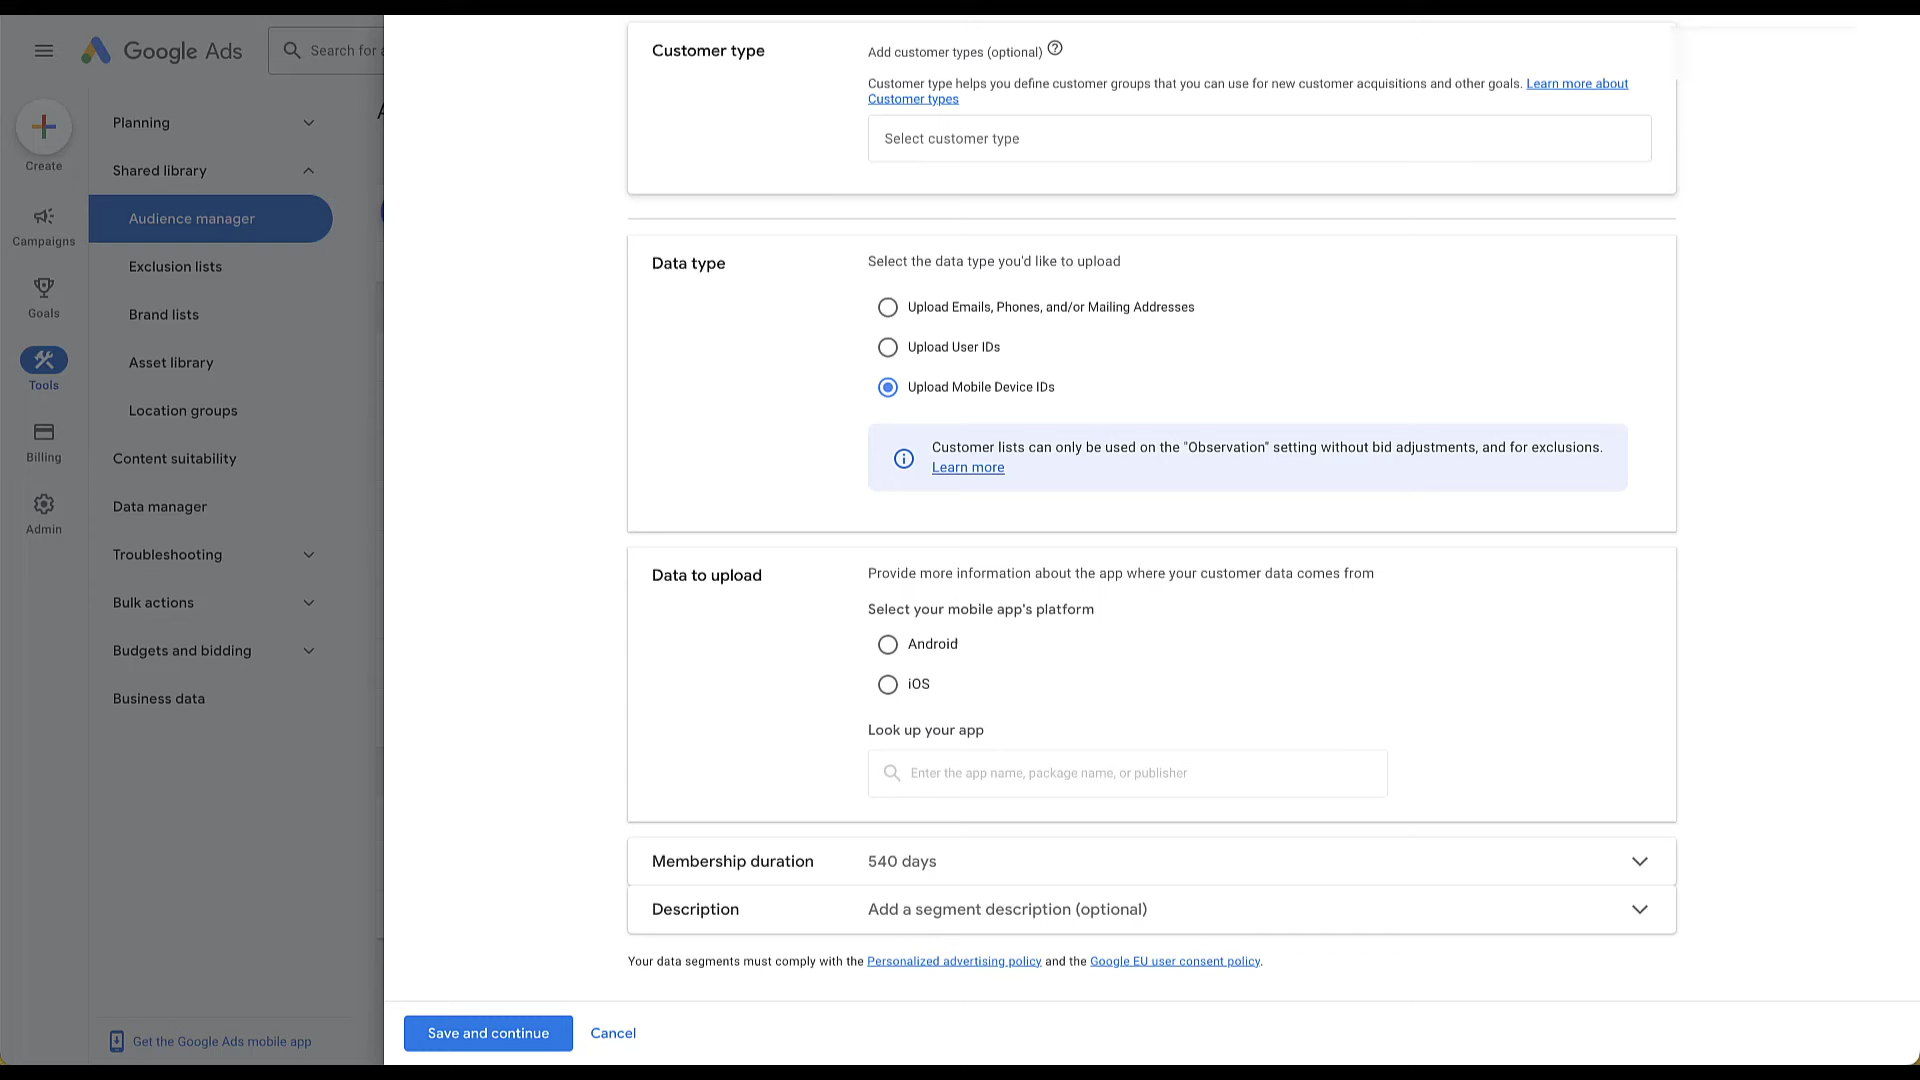 Google Ads
Search for
Create
Campaigns
Goals
Tools
Billing
Admin
Planning
Shared library
Audience manager
Exclusion lists
Brand lists
Asset library
Location groups
Content suitability
Data manager
Troubleshooting
Bulk actions
Budgets and bidding
Business data
Get the Google Ads mobile app
Customer type
Add customer types (optional)
Customer type helps you define customer groups that you can use for new customer acquisitions and other goals. Learn more about
Customer types
Select customer type
Data type
Select the data type you'd like to upload
Upload Emails, Phones, and/or Mailing Addresses
Upload User IDs
Upload Mobile Device IDs
Customer lists can only be used on the "Observation" setting without bid adjustments, and for exclusions.
Learn more
Data to upload
Provide more information about the app where your customer data comes from
Select your mobile app's platform
Android
iOS
Look up your app
Enter the app name, package name, or publisher
Membership duration
540 days
Description
Add a segment description (optional)
Your data segments must comply with the Personalized advertising policy and the Google EU user consent policy.
Save and continue
Cancel